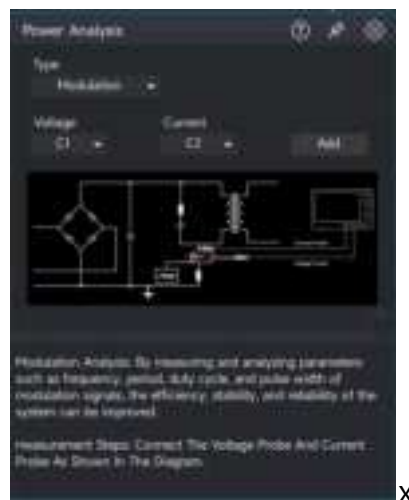 Power Analysis
Type
Modulation
Voltage Current
C1 C2 Add
Modulation Analysis: By measuring and analyzing parameters
such as frequency, period, duty cycle, and pulse width of
modulation signals, the efficiency, stability, and reliability of the
system can be improved.
measurement Steps: Connect The Voltage Probe And Current
Probe As Shown In The Diagram.
X